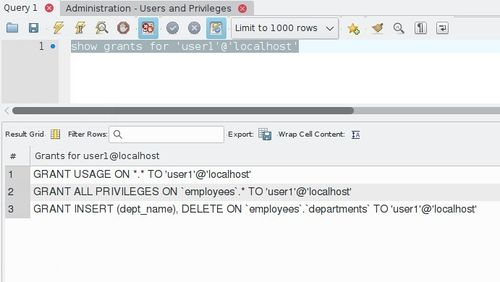 Query 1
Administration - Users and Privileges
Limit to 1000 rows
1
show grants for 'user1'@'localhost'
Result Grid
Filter Rows:
Export:
Wrap Cell Content:
# Grants for user1@localhost
1 GRANT USAGE ON *.* TO 'user1'@'localhost'
2 GRANT ALL PRIVILEGES ON `employees`.* TO 'user1'@'localhost'
3 GRANT INSERT (dept_name), DELETE ON `employees`.`departments` TO 'user1'@'localhost'